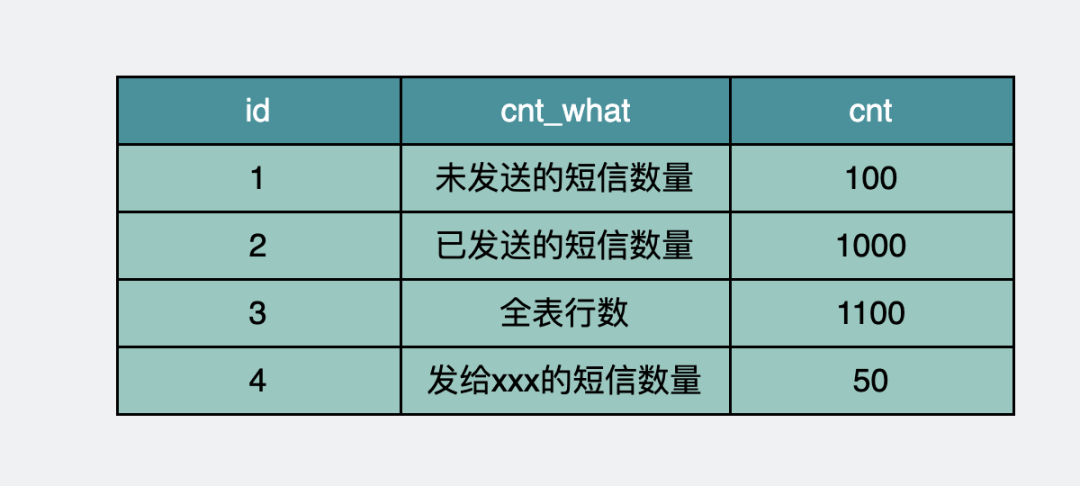 id cnt_what cnt
1 未发送的短信数量 100
2 已发送的短信数量 1000
3 全表行数 1100
4 发给xxx的短信数量 50